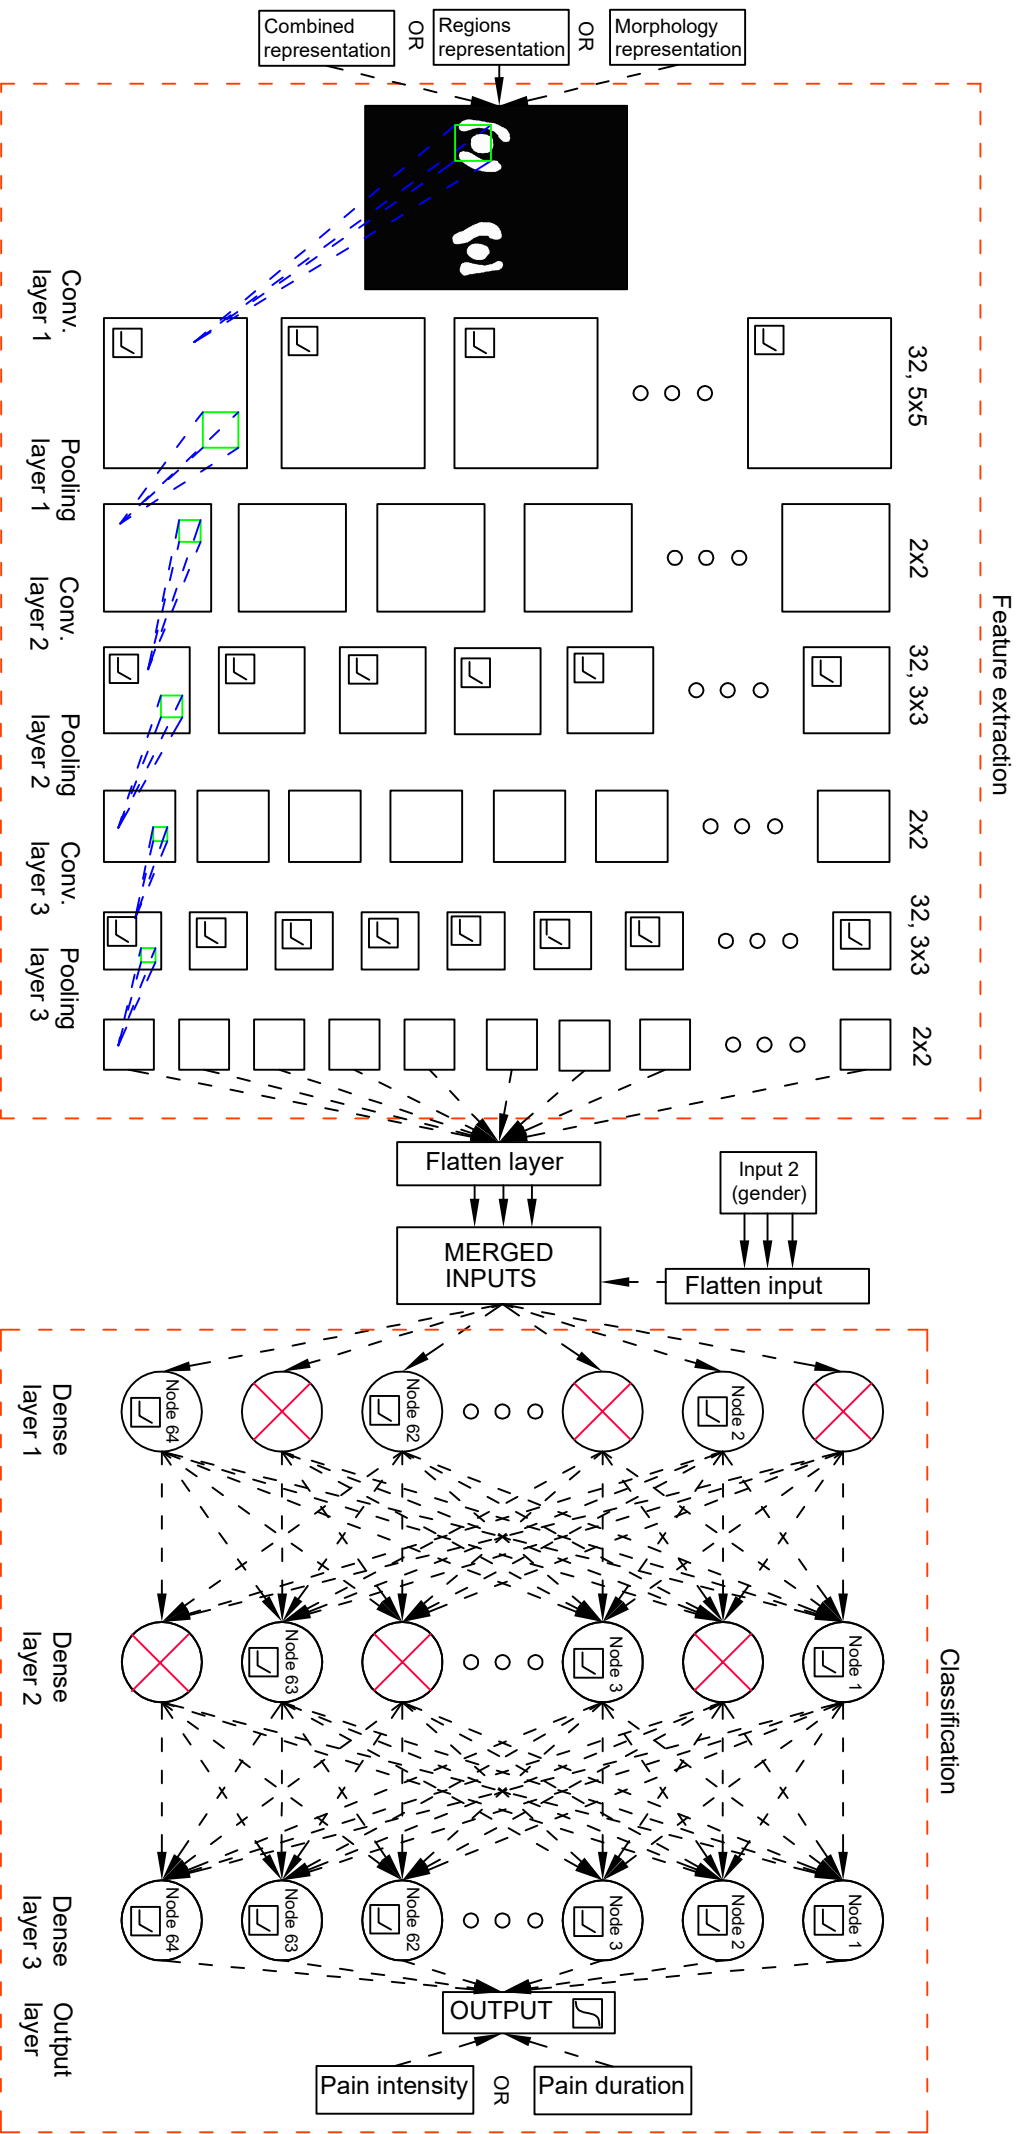 Combined
representation
OR
Regions
representation
OR
Morphology
representation
Feature extraction
Conv.
layer 1
32, 5x5
Pooling
layer 1
2x2
Conv.
layer 2
32, 3x3
Pooling
layer 2
2x2
Conv.
layer 3
32, 3x3
Pooling
layer 3
2x2
Flatten layer
Input 2
(gender)
MERGED
INPUTS
Flatten input
Classification
Dense
layer 1
Node 64
Node 62
Node 2
Dense
layer 2
Node 63
Node 3
Node 1
Dense
layer 3
Node 64
Node 63
Node 62
Node 3
Node 2
Node 1
Output
layer
OUTPUT
Pain intensity
OR
Pain duration